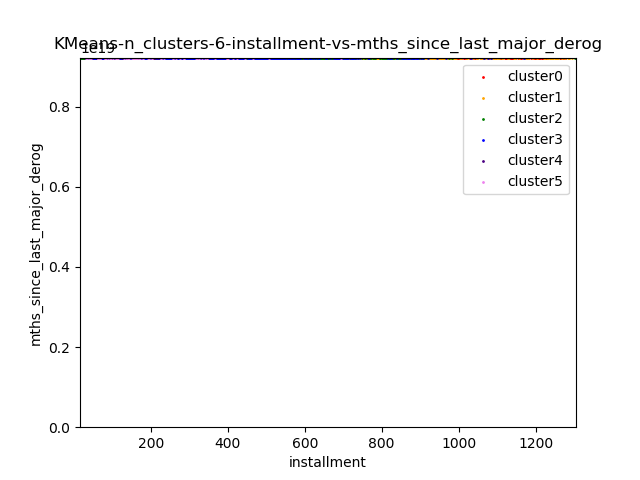 KMeans-n_clusters-6-installment-vs-mths_since_last_major_derog
1e19
cluster0
cluster1
cluster2
cluster3
cluster4
cluster5
mths_since_last_major_derog
0.8
0.6
0.4
0.2
0.0
200 400 600 800 1000 1200
installment